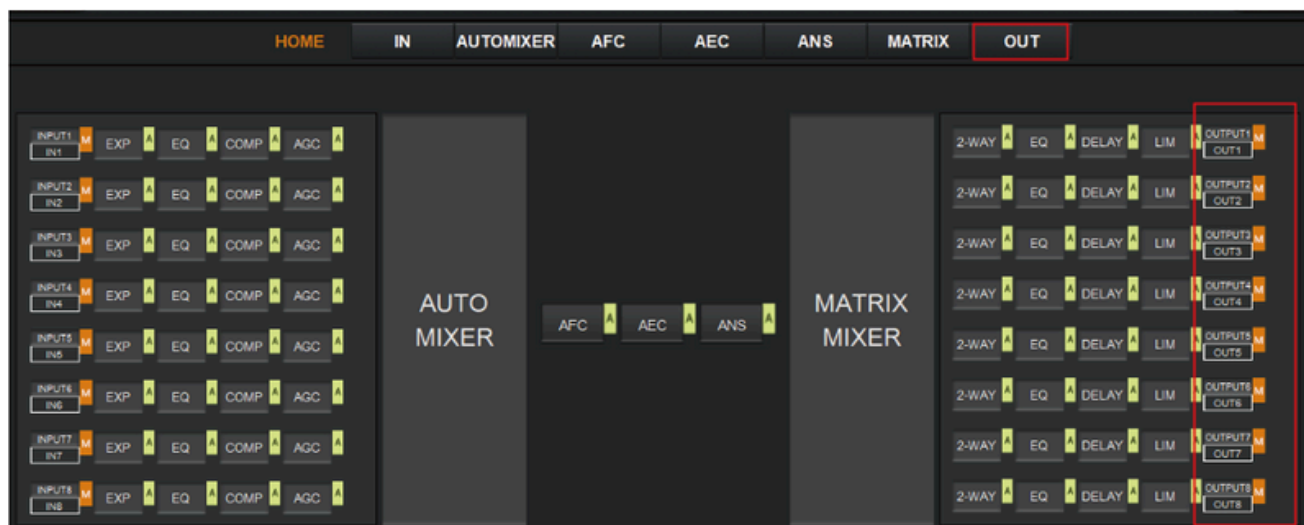 HOME IN AUTOMIXER AFC AEC ANS MATRIX OUT
INPUT1 M EXP A EQ A COMP A AGC A 2-WAY A EQ A DELAY A LIM A OUTPUT1 M
IN1 OUT1
INPUT2 M EXP A EQ A COMP A AGC A 2-WAY A EQ A DELAY A LIM A OUTPUT2 M
IN2 OUT2
INPUT3 M EXP A EQ A COMP A AGC A 2-WAY A EQ A DELAY A LIM A OUTPUT3 M
IN3 OUT3
INPUT4 M EXP A EQ A COMP A AGC A 2-WAY A EQ A DELAY A LIM A OUTPUT4 M
IN4 OUT4
AUTO MATRIX
AFC A AEC A ANS A
MIXER MIXER
INPUT5 M EXP A EQ A COMP A AGC A 2-WAY A EQ A DELAY A LIM A OUTPUT5 M
IN5 OUT5
INPUT6 M EXP A EQ A COMP A AGC A 2-WAY A EQ A DELAY A LIM A OUTPUT6 M
IN6 OUT6
INPUT7 M EXP A EQ A COMP A AGC A 2-WAY A EQ A DELAY A LIM A OUTPUT7 M
IN7 OUT7
INPUT8 M EXP A EQ A COMP A AGC A 2-WAY A EQ A DELAY A LIM A OUTPUT8 M
IN8 OUT8